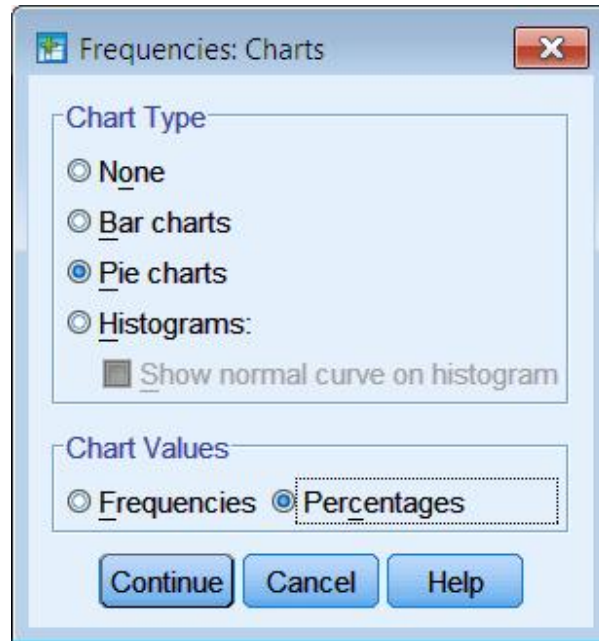 Frequencies: Charts
Chart Type
None
Bar charts
Pie charts
Histograms:
Show normal curve on histogram
Chart Values
Frequencies Percentages
Continue Cancel Help